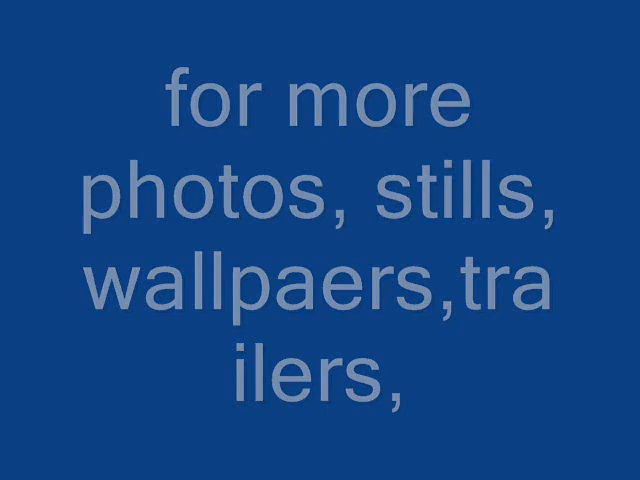 for more
photos, stills,
wallpaers,tra
ilers,